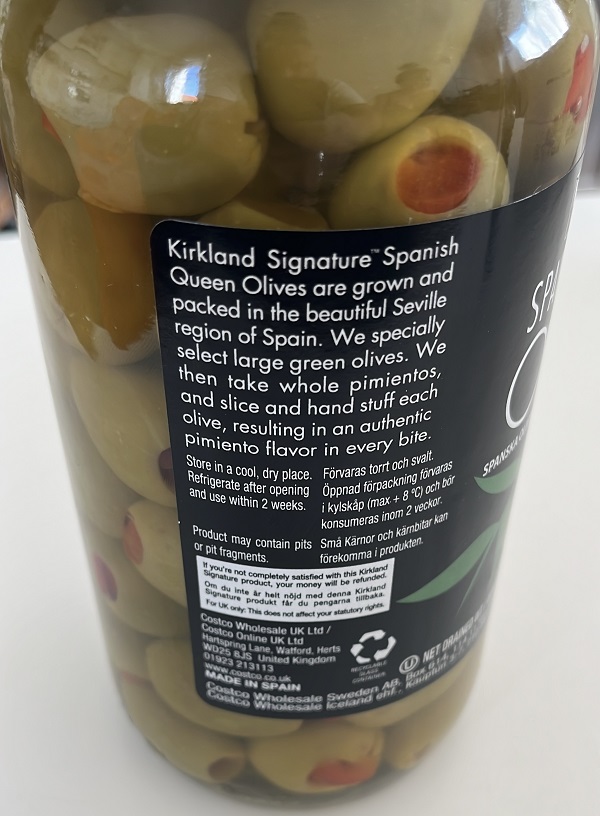 Kirkland Signature™ Spanish
Queen Olives are grown and
packed in the beautiful Seville
region of Spain. We specially
select large green olives. We
then take whole pimientos,
and slice and hand stuff each
olive, resulting in an authentic
pimiento flavor in every bite.
Store in a cool, dry place.
Refrigerate after opening
and use within 2 weeks.
Förvaras torrt och svalt.
Öppnad förpackning förvaras
i kylskåp (max + 8 °C) och bör
konsumeras inom 2 veckor.
Product may contain pits
or pit fragments.
Små Kärnor och kärnbitar kan
förekomma i produkten.
If you're not completely satisfied with this Kirkland
Signature product, your money will be refunded.
Om du inte är helt nöjd med denna Kirkland
Signature produkt får du pengarna tillbaka.
For UK only: This does not affect your statutory rights.
Costco Wholesale UK Ltd /
Costco Online UK Ltd
Hartspring Lane, Watford, Herts
WD25 8JS United Kingdom
01923 213113
www.costco.co.uk
MADE IN SPAIN
Costco Wholesale Sweden AB,
Costco Wholesale Iceland ehf.,
RECYCLABLE
GLASS
CONTAINER
U
NET DRAINED
SPANSKA